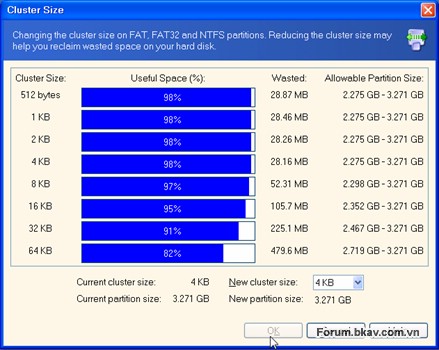 Cluster Size
Changing the cluster size on FAT, FAT32 and NTFS partitions. Reducing the cluster size may
help you reclaim wasted space on your hard disk.
Cluster Size: Useful Space (%): Wasted: Allowable Partition Size:
512 bytes 98% 28.87 MB 2.275 GB - 3.271 GB
1 KB 98% 28.46 MB 2.275 GB - 3.271 GB
2 KB 98% 28.26 MB 2.275 GB - 3.271 GB
4 KB 98% 28.16 MB 2.275 GB - 3.271 GB
8 KB 97% 52.31 MB 2.298 GB - 3.271 GB
16 KB 95% 105.7 MB 2.352 GB - 3.271 GB
32 KB 91% 225.1 MB 2.467 GB - 3.271 GB
64 KB 82% 479.6 MB 2.719 GB - 3.271 GB
Current cluster size: 4 KB New cluster size: 4 KB
Current partition size: 3.271 GB New partition size: 3.271 GB
OK Forum.bkav.com.vn